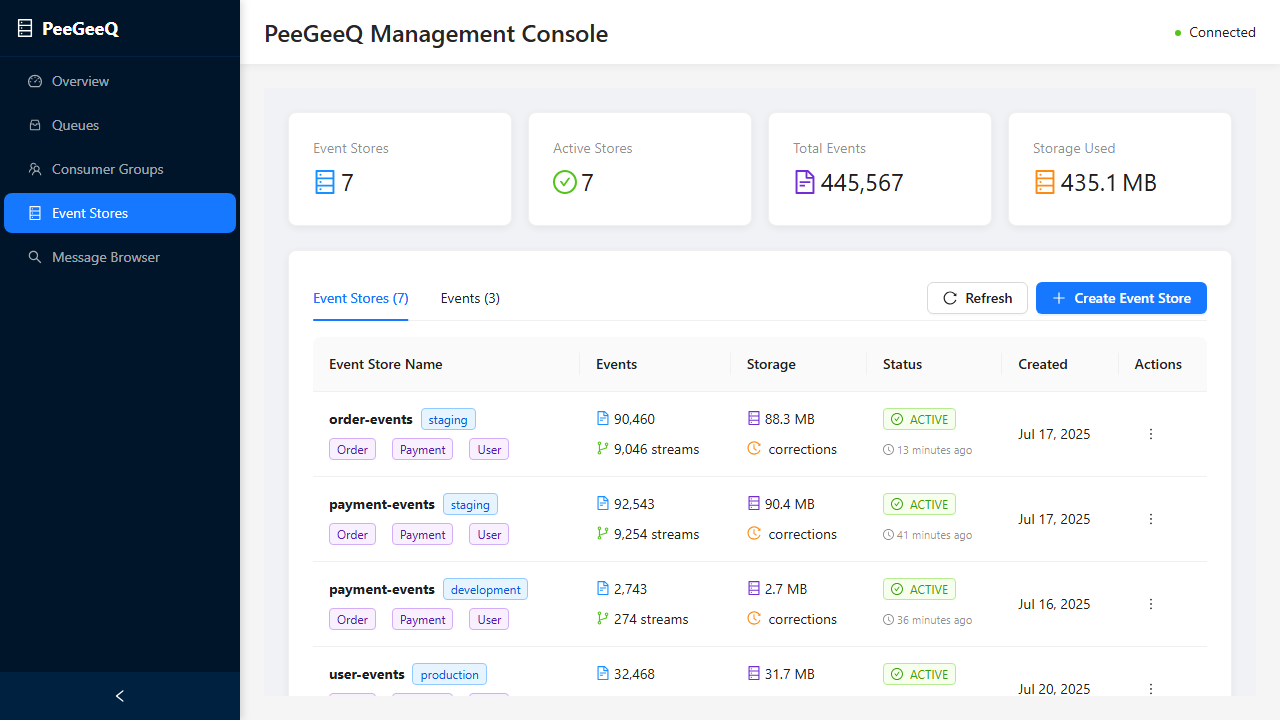 PeeGeeQ
PeeGeeQ Management Console
Connected
Overview
Queues
Consumer Groups
Event Stores
Message Browser
Event Stores
7
Active Stores
7
Total Events
445,567
Storage Used
435.1 MB
Event Stores (7) Events (3) Refresh Create Event Store
Event Store Name Events Storage Status Created Actions
order-events staging 90,460 88.3 MB ACTIVE
Jul 17, 2025
Order Payment User 9,046 streams corrections 13 minutes ago
payment-events staging 92,543 90.4 MB ACTIVE
Jul 17, 2025
Order Payment User 9,254 streams corrections 41 minutes ago
payment-events development 2,743 2.7 MB ACTIVE
Jul 16, 2025
Order Payment User 274 streams corrections 36 minutes ago
user-events production 32,468 31.7 MB ACTIVE
Jul 20, 2025